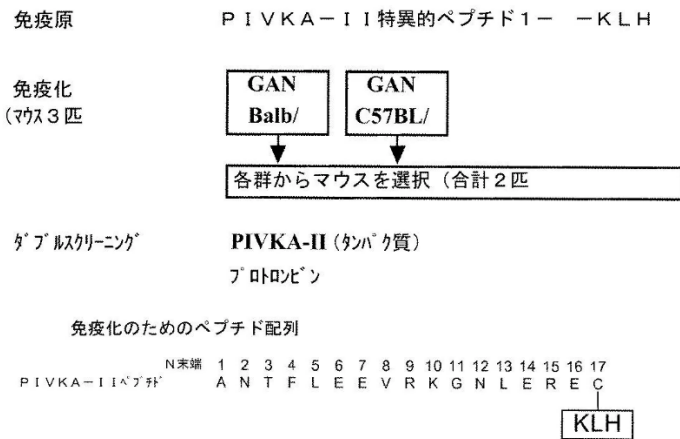 免疫原 PIVKA-II特異的ペプチド1- -KLH
免疫化
(マウス3匹
GAN
Balb/
GAN
C57BL/
各群からマウスを選択(合計2匹
ダブルスクリーニング PIVKA-II(タンパク質)
プロトロンビン
免疫化のためのペプチド配列
N末端 1 2 3 4 5 6 7 8 9 10 11 12 13 14 15 16 17
PIVKA-IIペプチド A N T F L E E V R K G N L E R E C
KLH